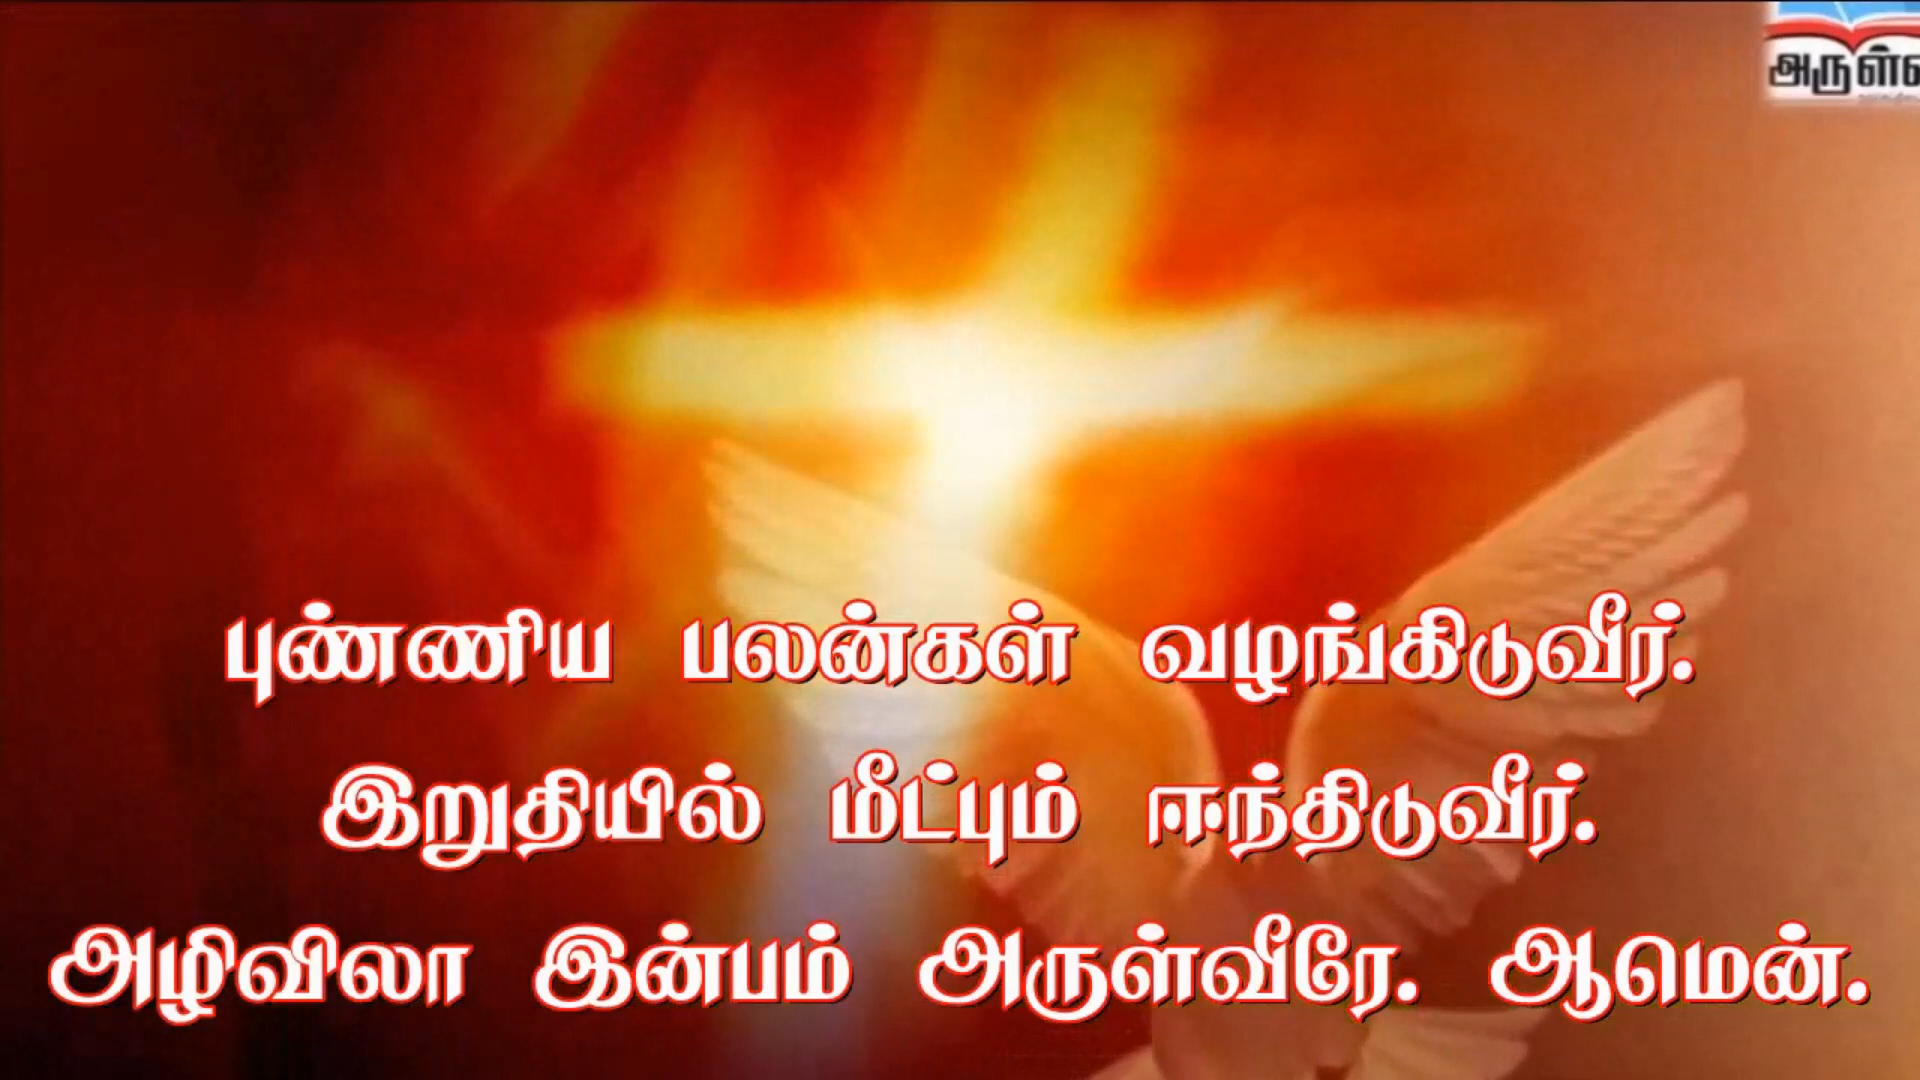 புண்ணிய பலன்கள் வழங்கிடுவீர்.
இறுதியில் மீட்பும் ஈந்திடுவீர்.
அழிவிலா இன்பம் அருள்வீரே. ஆமென்.